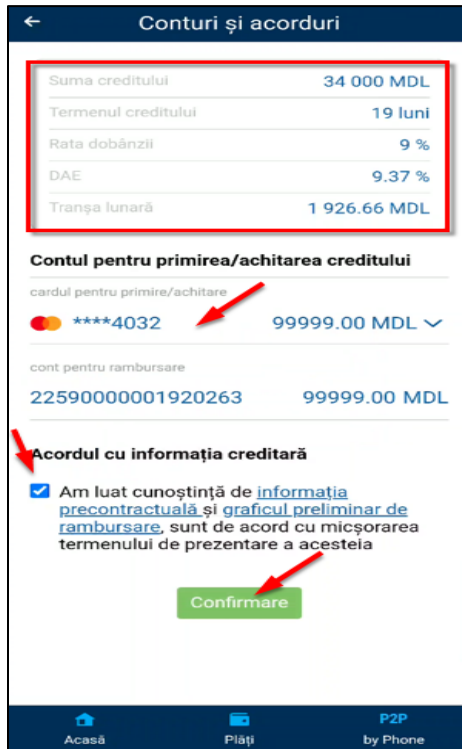 Conturi și acorduri
Suma creditului 34 000 MDL
Termenul creditului 19 luni
Rata dobânzii 9 %
DAE 9.37 %
Tranșa lunară 1 926.66 MDL
Contul pentru primirea/achitarea creditului
cardul pentru primire/achitare
****4032 99999.00 MDL
cont pentru rambursare
22590000001920263 99999.00 MDL
Acordul cu informația creditară
Am luat cunoștință de informația
precontractuală și graficul preliminar de
rambursare, sunt de acord cu micșorarea
termenului de prezentare a acesteia
Confirmare
P2P
Acasă Plăți by Phone